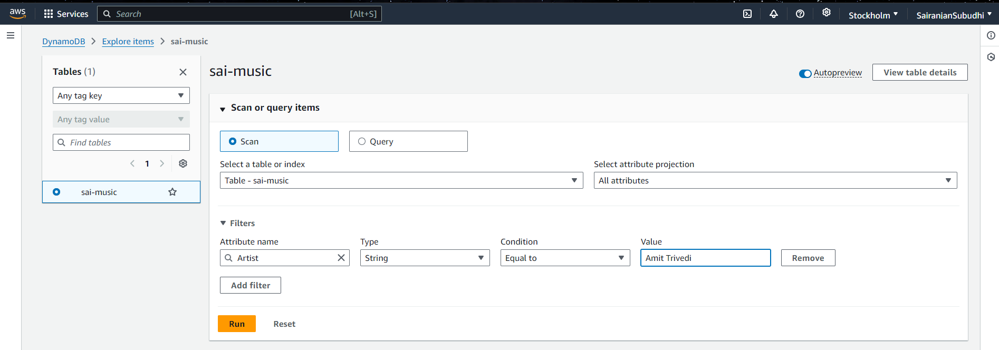 aws Services Search [Alt+S] Stockholm SairanjanSubudhi
DynamoDB Explore items sai-music
Tables (1)
Any tag key
Any tag value
Find tables
1
sai-music
sai-music
Autopreview View table details
Scan or query items
Scan Query
Select a table or index Select attribute projection
Table - sai-music All attributes
Filters
Attribute name Type Condition Value
Artist String Equal to Amit Trivedi Remove
Add filter
Run Reset